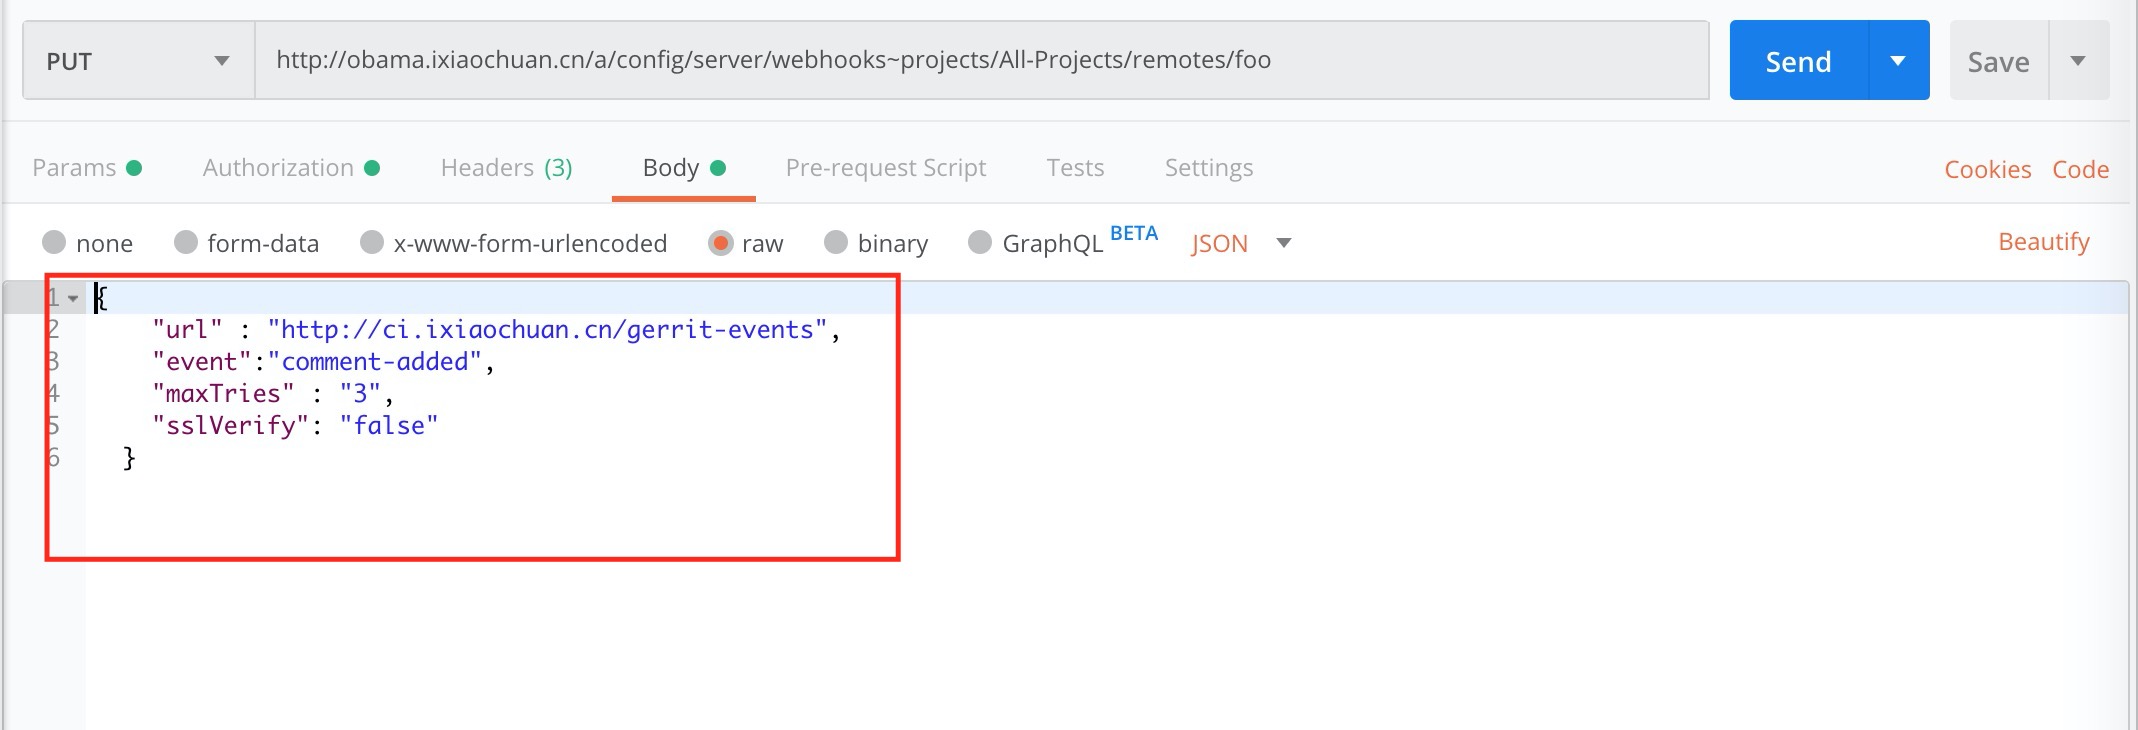 PUT http://obama.ixiaochuan.cn/a/config/server/webhooks~projects/All-Projects/remotes/foo Send Save
Params Authorization Headers (3) Body Pre-request Script Tests Settings Cookies Code
none form-data x-www-form-urlencoded raw binary GraphQL BETA JSON Beautify
1 {
2 "url" : "http://ci.ixiaochuan.cn/gerrit-events",
3 "event":"comment-added",
4 "maxTries" : "3",
5 "sslVerify": "false"
6 }